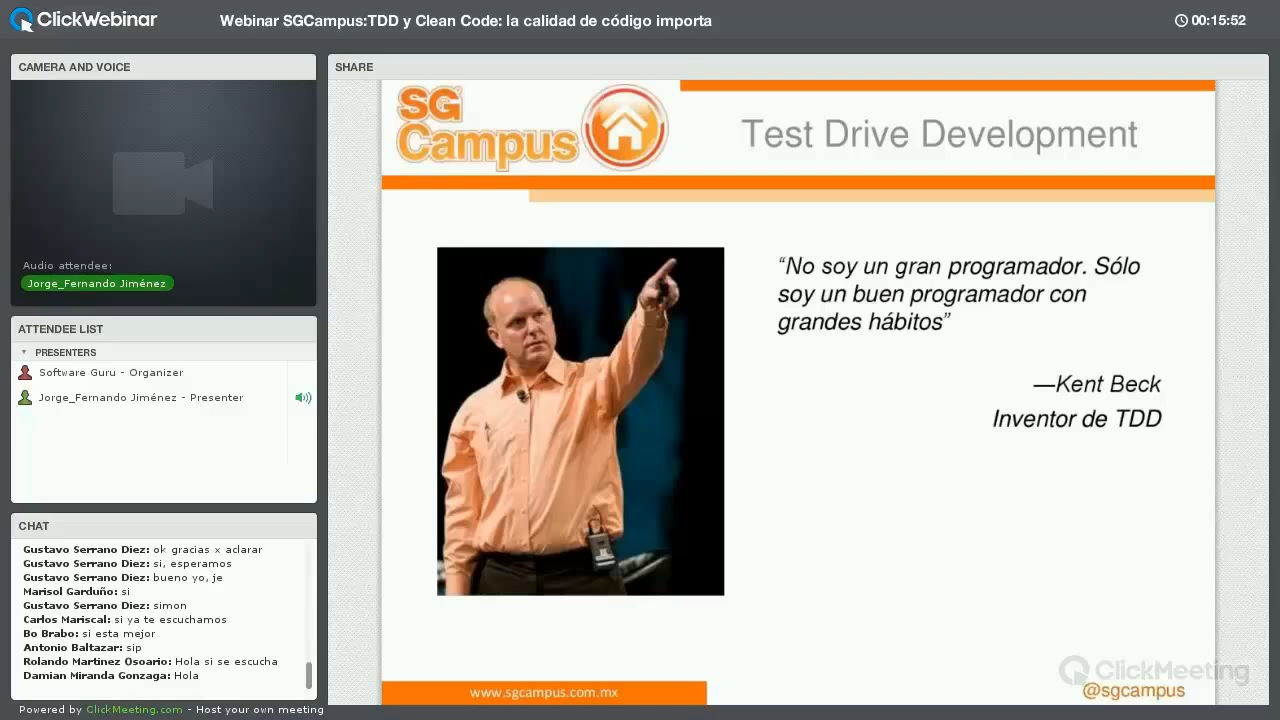 ClickWebinar
Webinar SGCampus:TDD y Clean Code: la calidad de código importa
00:15:52
CAMERA AND VOICE
Audio attendee:
Jorge_Fernando Jiménez
ATTENDEE LIST
PRESENTERS
Software Guru - Organizer
Jorge_Fernando Jiménez - Presenter
CHAT
Gustavo Serrano Diez: ok gracias x aclarar
Gustavo Serrano Diez: si, esperamos
Gustavo Serrano Diez: bueno yo, je
Marisol Garduño: si
Gustavo Serrano Diez: simon
Carlos Mariscal: si ya te escuchamos
Bo Brabo: si esta mejor
Antonio Baltazar: sip
Rolando Martinez Osoario: Hola si se escucha
Damian Miranda Gonzaga: Hola
Powered by ClickMeeting.com - Host your own meeting
SHARE
SG
Campus
Test Drive Development
“No soy un gran programador. Sólo
soy un buen programador con
grandes hábitos”
—Kent Beck
Inventor de TDD
www.sgcampus.com.mx
ClickMeeting
@sgcampus